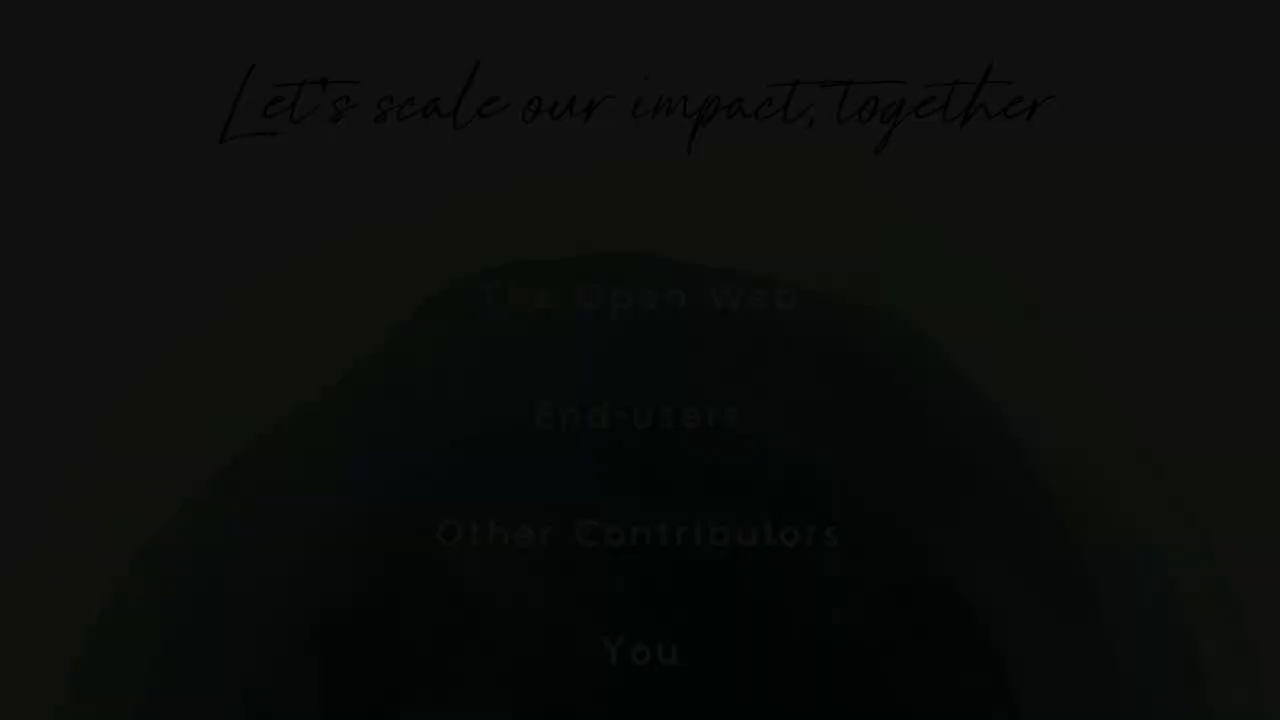 Let's scale our impact, together
The Open Web
End-users
Other Contributors
You